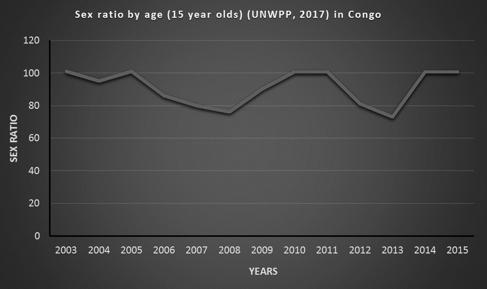 Sex ratio by age (15 year olds) (UNWPP, 2017) in Congo
120
100
80
60
40
20
0
SEX RATIO
2003 2004 2005 2006 2007 2008 2009 2010 2011 2012 2013 2014 2015
YEARS